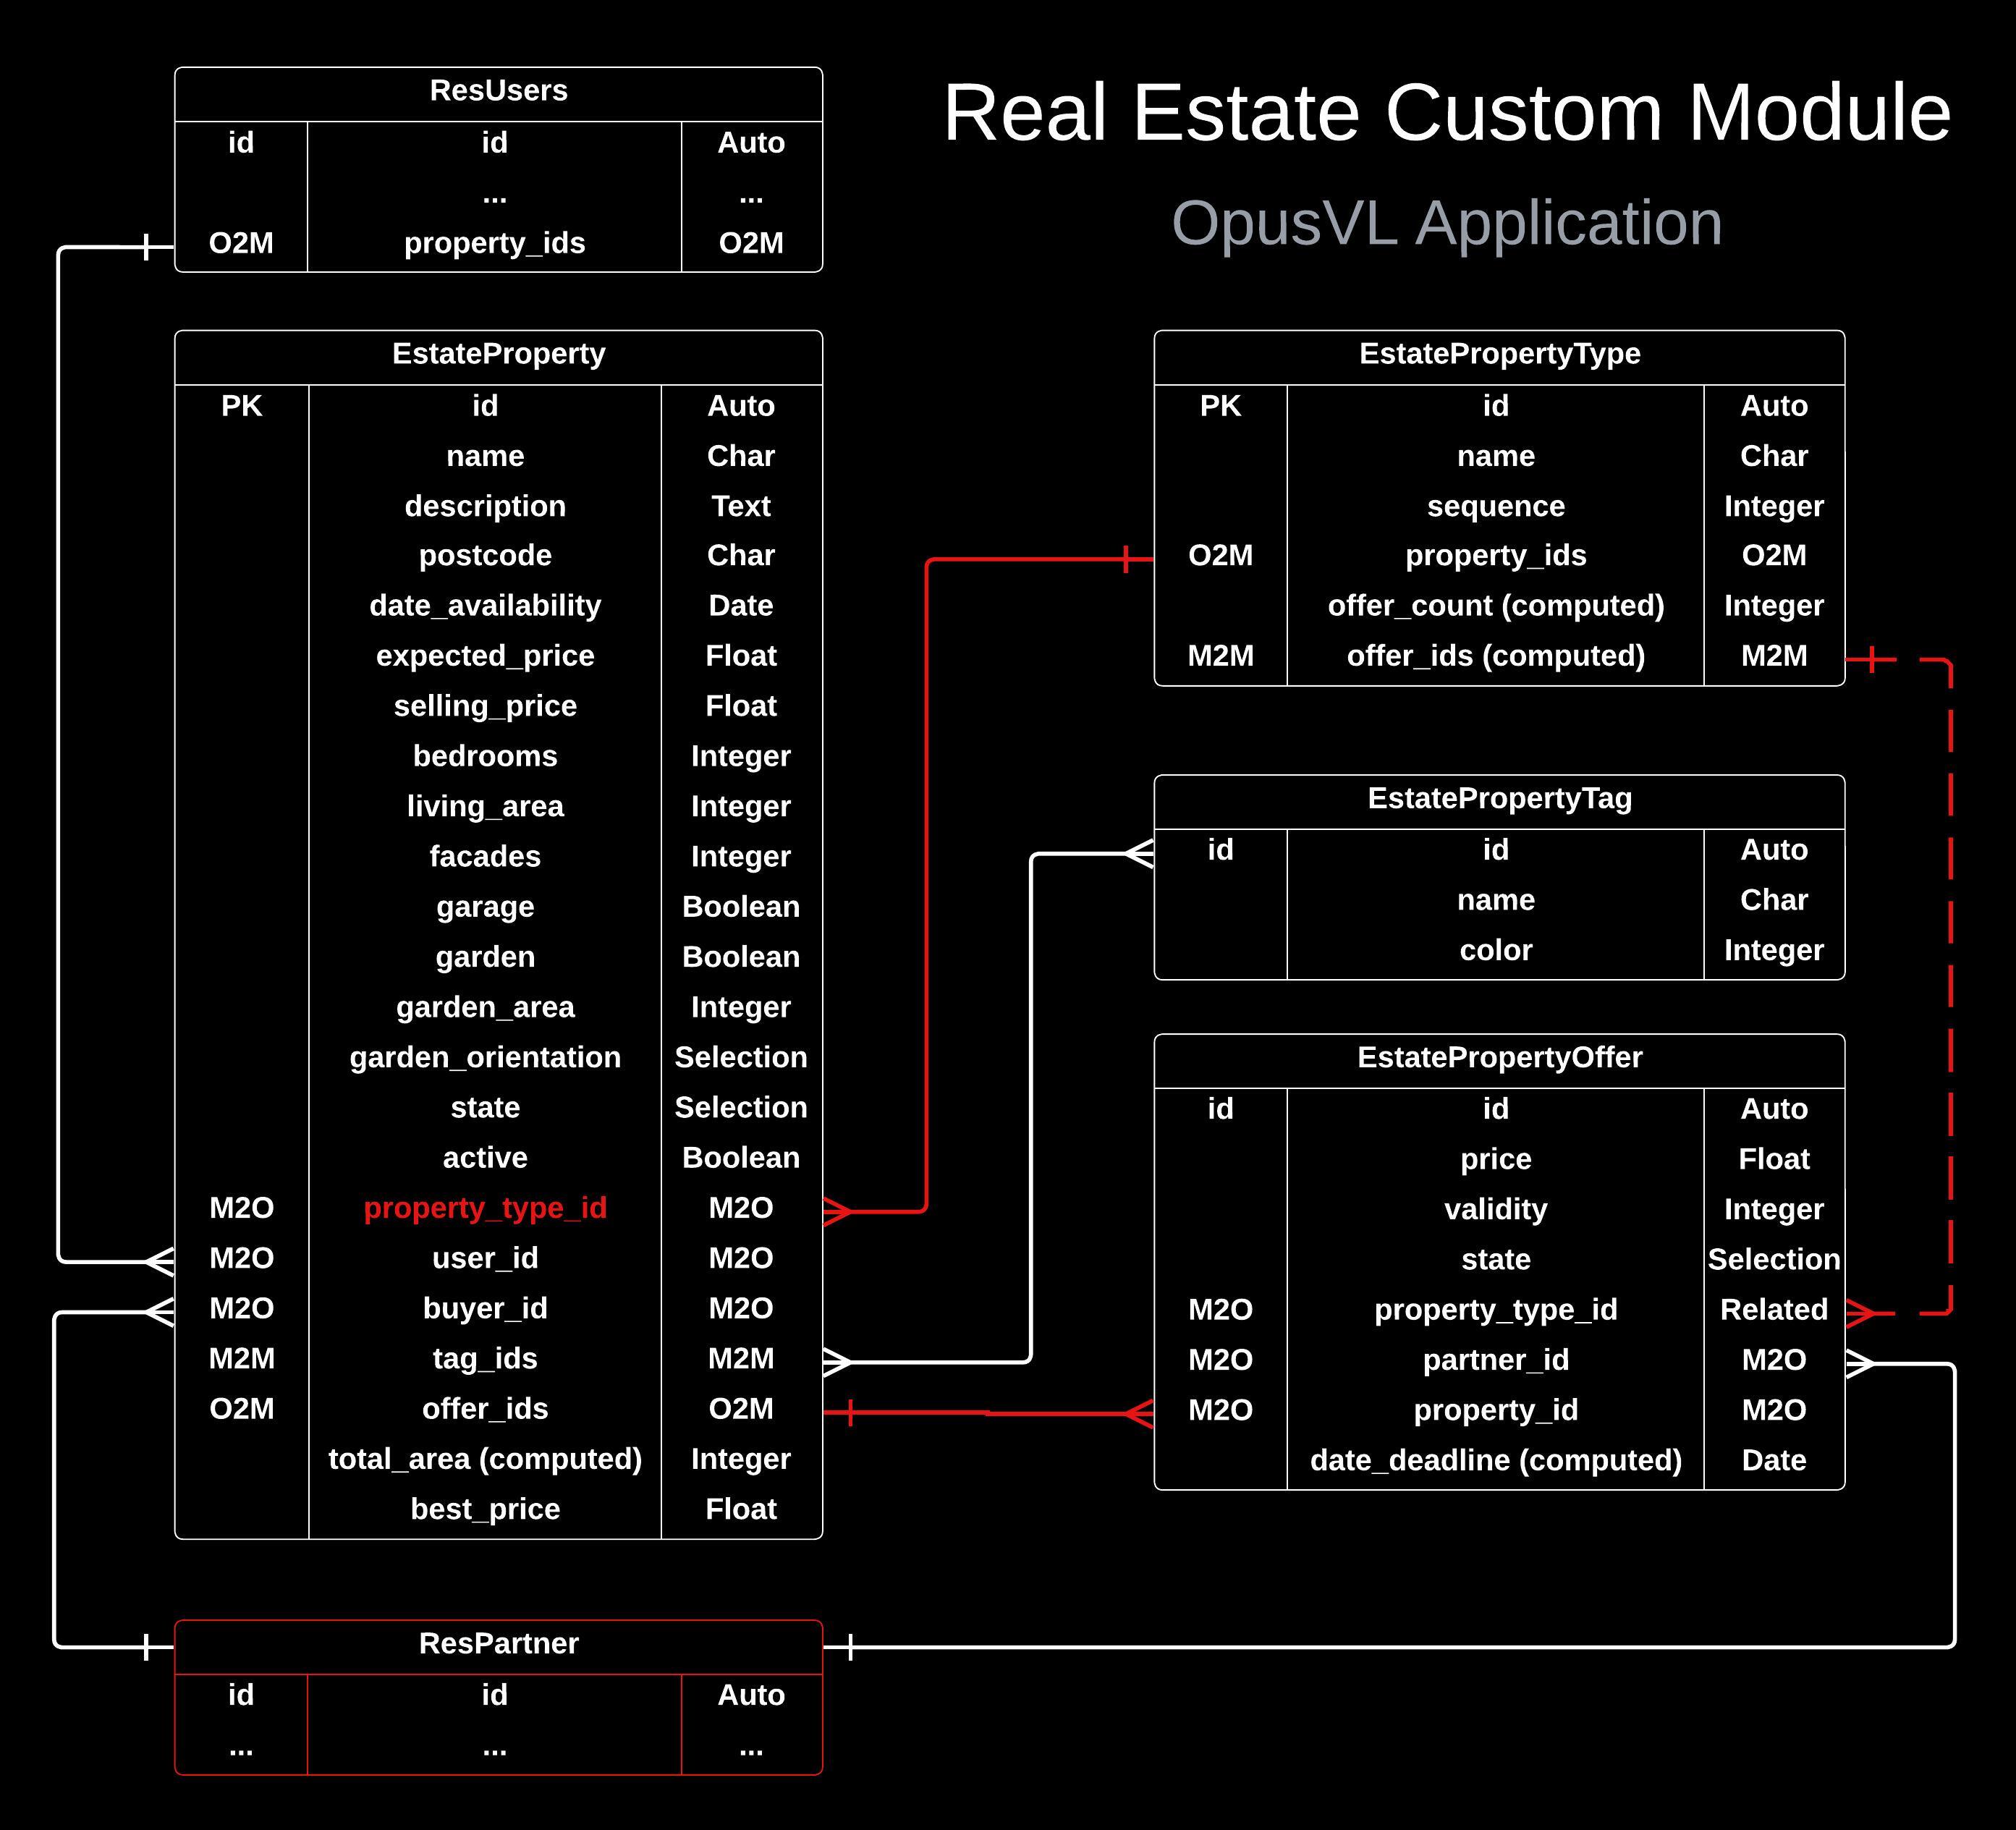 Real Estate Custom Module
OpusVL Application
ResUsers
id id Auto
... ...
O2M property_ids O2M
EstateProperty
PK id Auto
name Char
description Text
postcode Char
date_availability Date
expected_price Float
selling_price Float
bedrooms Integer
living_area Integer
facades Integer
garage Boolean
garden Boolean
garden_area Integer
garden_orientation Selection
state Selection
active Boolean
M2O property_type_id M2O
M2O user_id M2O
M2O buyer_id M2O
M2M tag_ids M2M
O2M offer_ids O2M
total_area (computed) Integer
best_price Float
EstatePropertyType
PK id Auto
name Char
sequence Integer
O2M property_ids O2M
offer_count (computed) Integer
M2M offer_ids (computed) M2M
EstatePropertyTag
id id Auto
name Char
color Integer
EstatePropertyOffer
id id Auto
price Float
validity Integer
state Selection
M2O property_type_id Related
M2O partner_id M2O
M2O property_id M2O
date_deadline (computed) Date
ResPartner
id id Auto
... ... ...